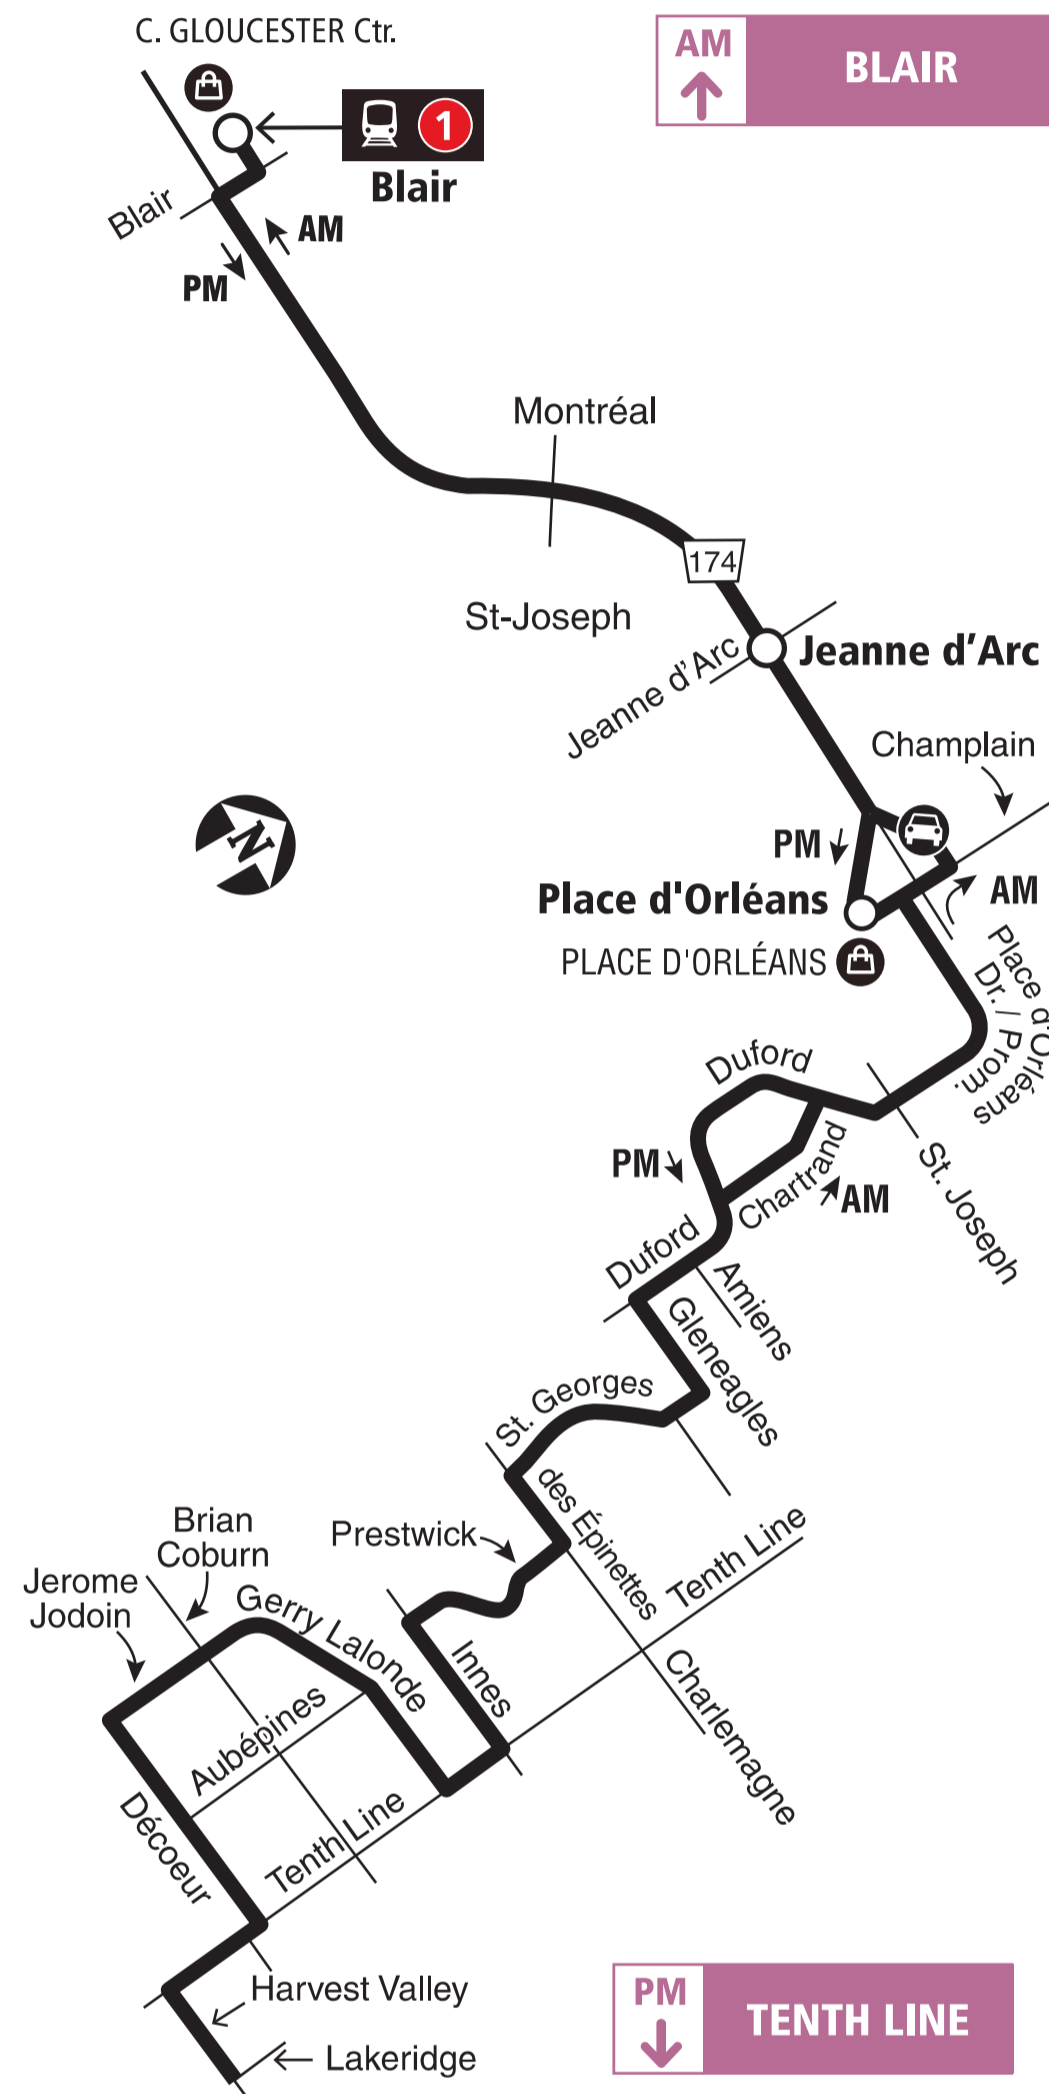 C. GLOUCESTER Ctr.
AM
BLAIR
1
Blair
Blair
AM
PM
Montréal
174
St-Joseph
Jeanne d'Arc
Jeanne d'Arc
Champlain
PM
AM
Place d'Orléans
PLACE D'ORLÉANS
N
Place d'Orléans
Dr. / Prom.
Duford
PM
Chartrand
AM
St. Joseph
Duford
Amiens
Gleneagles
St. Georges
des Épinettes
Prestwick
Tenth Line
Brian
Coburn
Jerome
Jodoin
Gerry Lalonde
Innes
Charlemagne
Aubépines
Décoeur
Tenth Line
Harvest Valley
Lakeridge
PM
TENTH LINE